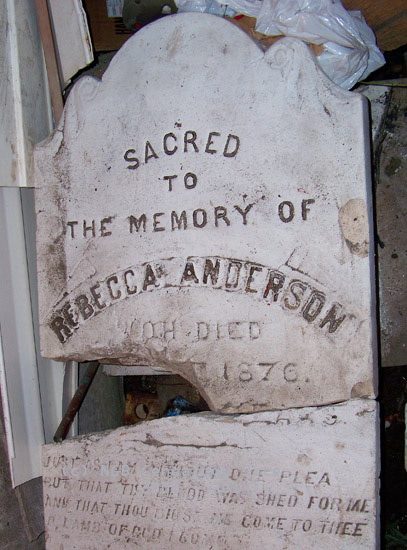 SACRED
TO
THE MEMORY OF
REBECCA ANDERSON
WOH DIED
1876.
JUST AS I AM WITHOUT ONE PLEA
BUT THAT THY BLOOD WAS SHED FOR ME
AND THAT THOU BIDST ME COME TO THEE
O, LAMB OF GOD I COME